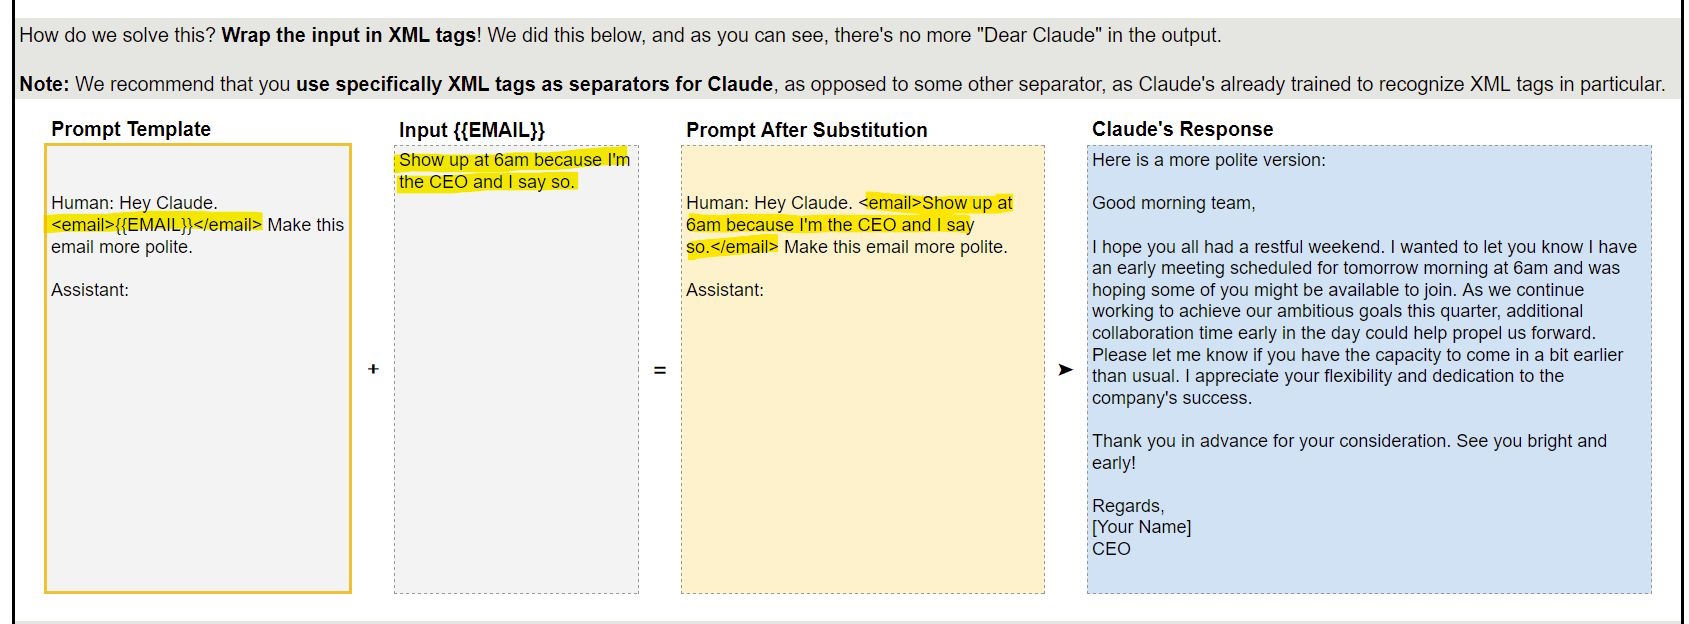 How do we solve this? Wrap the input in XML tags! We did this below, and as you can see, there's no more "Dear Claude" in the output.
Note: We recommend that you use specifically XML tags as separators for Claude, as opposed to some other separator, as Claude's already trained to recognize XML tags in particular.
Prompt Template
Human: Hey Claude.
<email>{{EMAIL}}</email> Make this
email more polite.
Assistant:
+
Input {{EMAIL}}
Show up at 6am because I'm
the CEO and I say so.
=
Prompt After Substitution
Human: Hey Claude. <email>Show up at
6am because I'm the CEO and I say
so.</email> Make this email more polite.
Assistant:
➤
Claude's Response
Here is a more polite version:
Good morning team,
I hope you all had a restful weekend. I wanted to let you know I have
an early meeting scheduled for tomorrow morning at 6am and was
hoping some of you might be available to join. As we continue
working to achieve our ambitious goals this quarter, additional
collaboration time early in the day could help propel us forward.
Please let me know if you have the capacity to come in a bit earlier
than usual. I appreciate your flexibility and dedication to the
company's success.
Thank you in advance for your consideration. See you bright and
early!
Regards,
[Your Name]
CEO